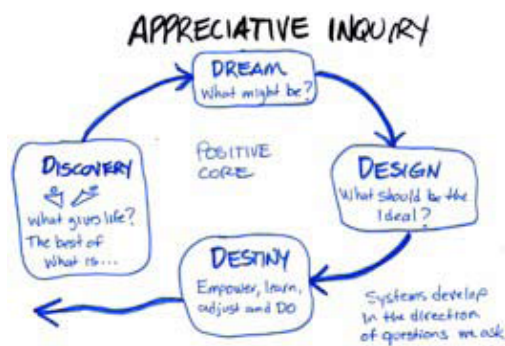 APPRECIATIVE INQUIRY
DREAM
What might be?
DISCOVERY
What gives life?
The best of
What is...
POSITIVE
CORE
DESIGN
What should be the
Ideal?
DESTINY
Empower, learn,
adjust and DO
Systems develop
in the direction
of questions we ask